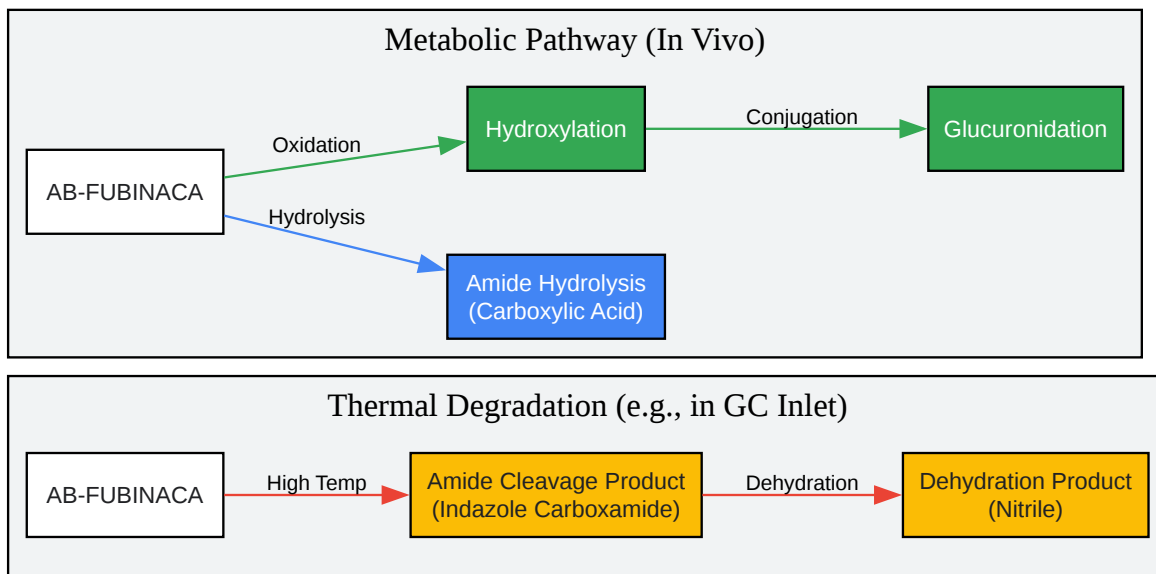 Metabolic Pathway (In Vivo)
AB-FUBINACA
Oxidation
Hydroxylation
Conjugation
Glucuronidation
Hydrolysis
Amide Hydrolysis
(Carboxylic Acid)
Thermal Degradation (e.g., in GC Inlet)
AB-FUBINACA
High Temp
Amide Cleavage Product
(Indazole Carboxamide)
Dehydration
Dehydration Product
(Nitrile)